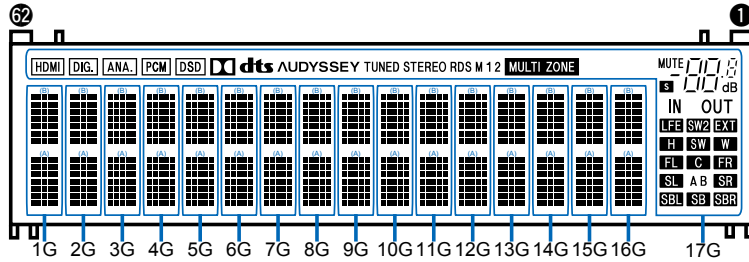 62 1
HDMI DIG. ANA. PCM DSD dts AUDYSSEY TUNED STEREO RDS M 1 2 MULTI ZONE MUTE -88.8
S dB
IN OUT
LFE SW2 EXT
H SW W
FL C FR
SL A B SR
SBL SB SBR
(B) (B) (B) (B) (B) (B) (B) (B) (B) (B) (B) (B) (B) (B) (B) (B)
(A) (A) (A) (A) (A) (A) (A) (A) (A) (A) (A) (A) (A) (A) (A) (A)
1G 2G 3G 4G 5G 6G 7G 8G 9G 10G 11G 12G 13G 14G 15G 16G 17G